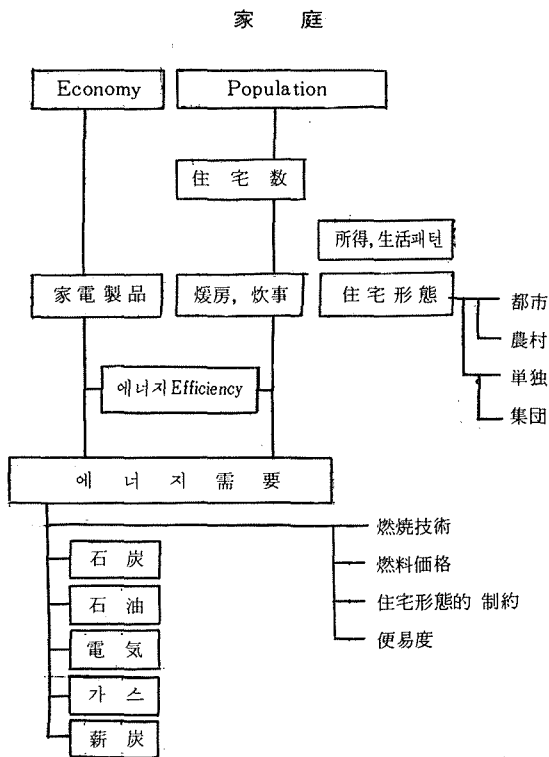 家 庭
Economy
Population
住 宅 数
所得, 生活패턴
家電製品
煖房, 炊事
住宅形態
都市
農村
単独
集団
에너지 Efficiency
에 너 지 需 要
燃焼技術
燃料価格
住宅形態的 制約
便易度
石 炭
石 油
電 気
가 스
薪 炭